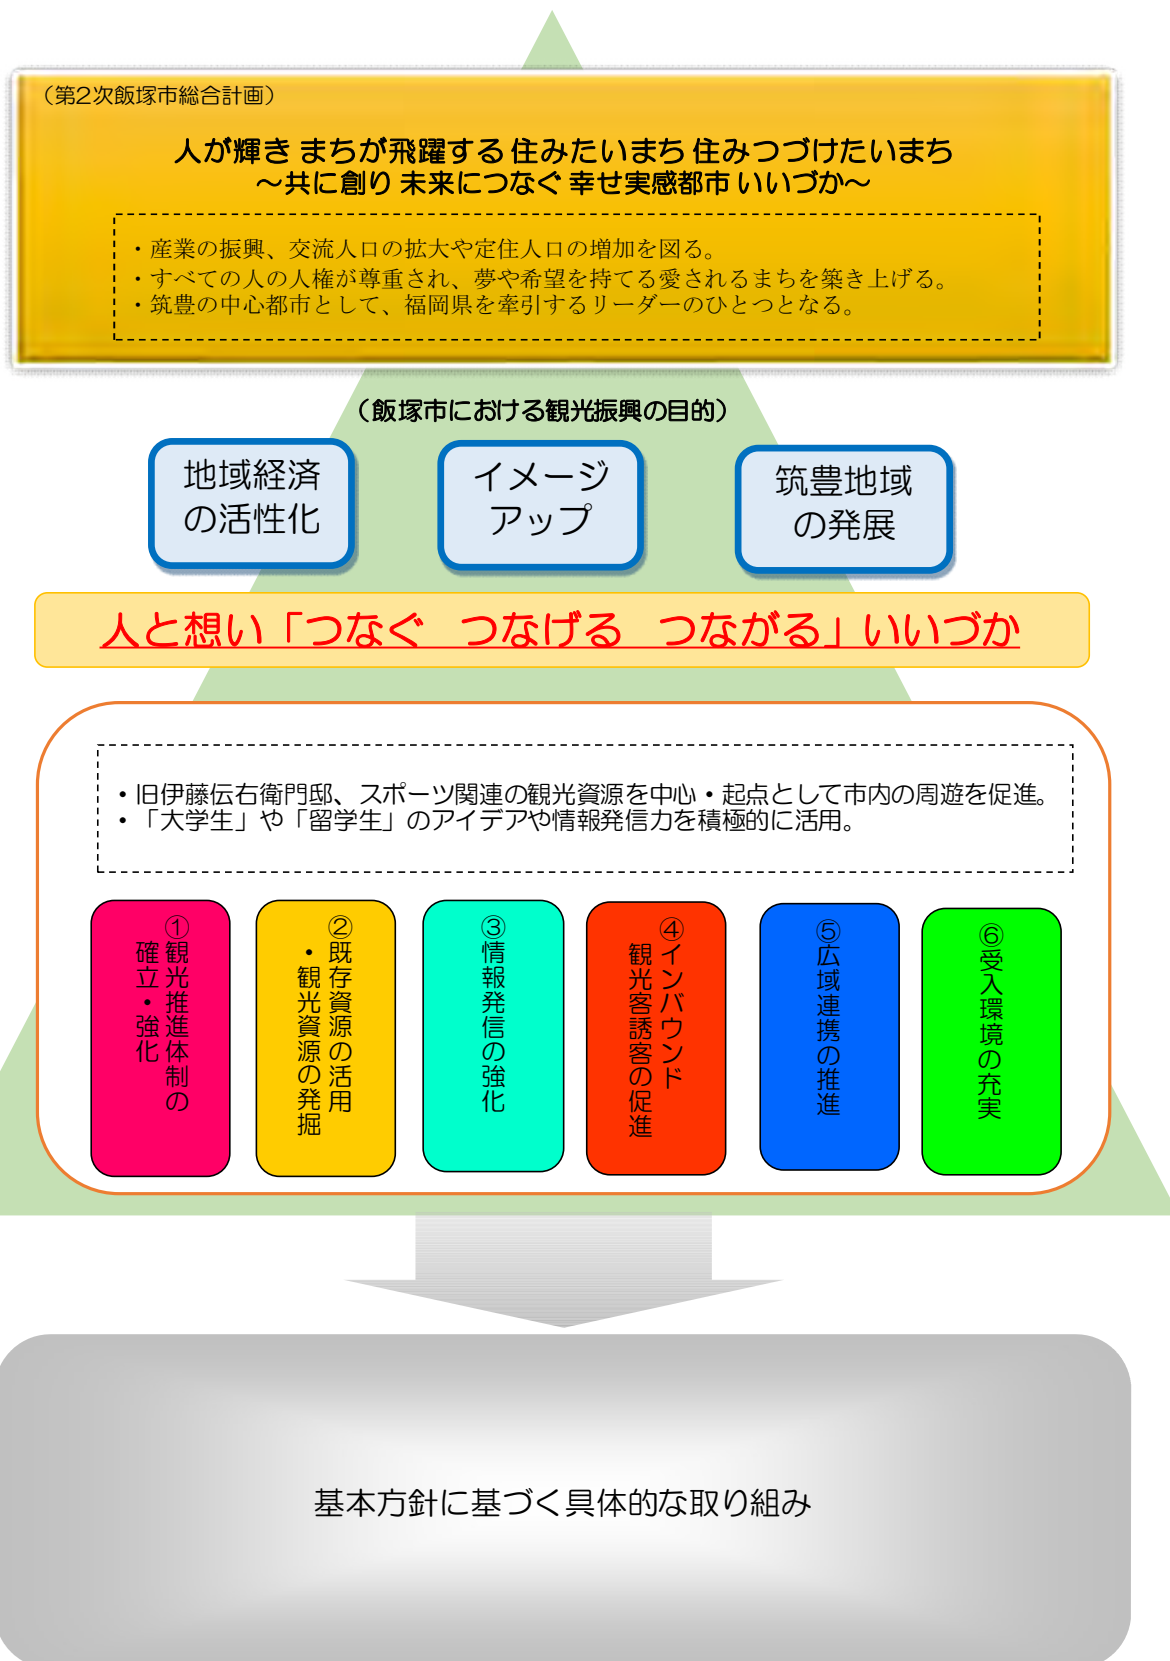 （第2次飯塚市総合計画）
人が輝き まちが飛躍する 住みたいまち 住みつづけたいまち
～共に創り 未来につなぐ 幸せ実感都市 いいづか～
・産業の振興、交流人口の拡大や定住人口の増加を図る。
・すべての人の人権が尊重され、夢や希望を持てる愛されるまちを築き上げる。
・筑豊の中心都市として、福岡県を牽引するリーダーのひとつとなる。
（飯塚市における観光振興の目的）
地域経済
の活性化
イメージ
アップ
筑豊地域
の発展
人と想い「つなぐ　つなげる　つながる」いいづか
・旧伊藤伝右衛門邸、スポーツ関連の観光資源を中心・起点として市内の周遊を促進。
・「大学生」や「留学生」のアイデアや情報発信力を積極的に活用。
①観光推進体制の
確立・強化
②既存資源の活用
・観光資源の発掘
③情報発信の強化
④インバウンド
観光客誘客の促進
⑤広域連携の推進
⑥受入環境の充実
基本方針に基づく具体的な取り組み